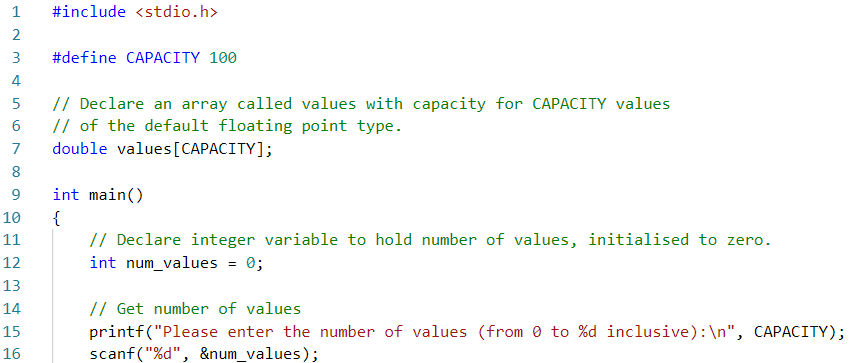 1 #include <stdio.h>
2
3 #define CAPACITY 100
4
5 // Declare an array called values with capacity for CAPACITY values
6 // of the default floating point type.
7 double values[CAPACITY];
8
9 int main()
10 {
11 // Declare integer variable to hold number of values, initialised to zero.
12 int num_values = 0;
13
14 // Get number of values
15 printf("Please enter the number of values (from 0 to %d inclusive):\n", CAPACITY);
16 scanf("%d", &num_values);